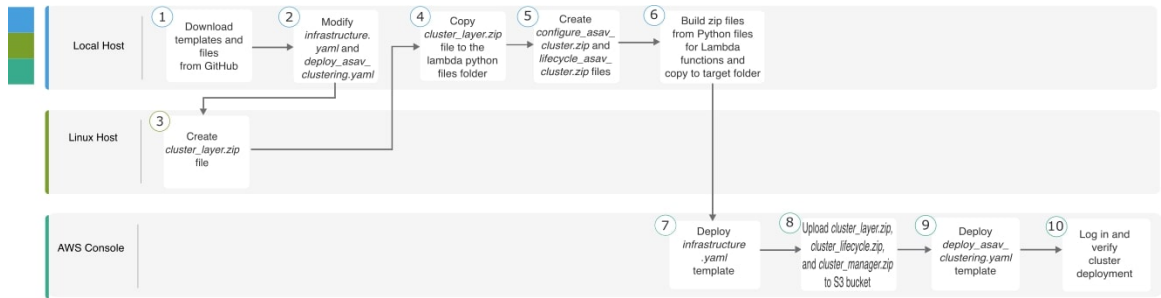 Local Host
1
Download
templates and
files
from GitHub
2
Modify
infrastructure.
yaml and
deploy_asav_
clustering.yaml
4
Copy
cluster_layer.zip
file to the
lambda python
files folder
5
Create
configure_asav_
cluster.zip and
lifecycle_asav_
cluster.zip files
6
Build zip files
from Python files
for Lambda
functions and
copy to target folder
Linux Host
3
Create
cluster_layer.zip
file
AWS Console
7
Deploy
infrastructure
.yaml
template
8
Upload cluster_layer.zip,
cluster_lifecycle.zip,
and cluster_manager.zip
to S3 bucket
9
Deploy
deploy_asav_
clustering.yaml
template
10
Log in and
verify
cluster
deployment